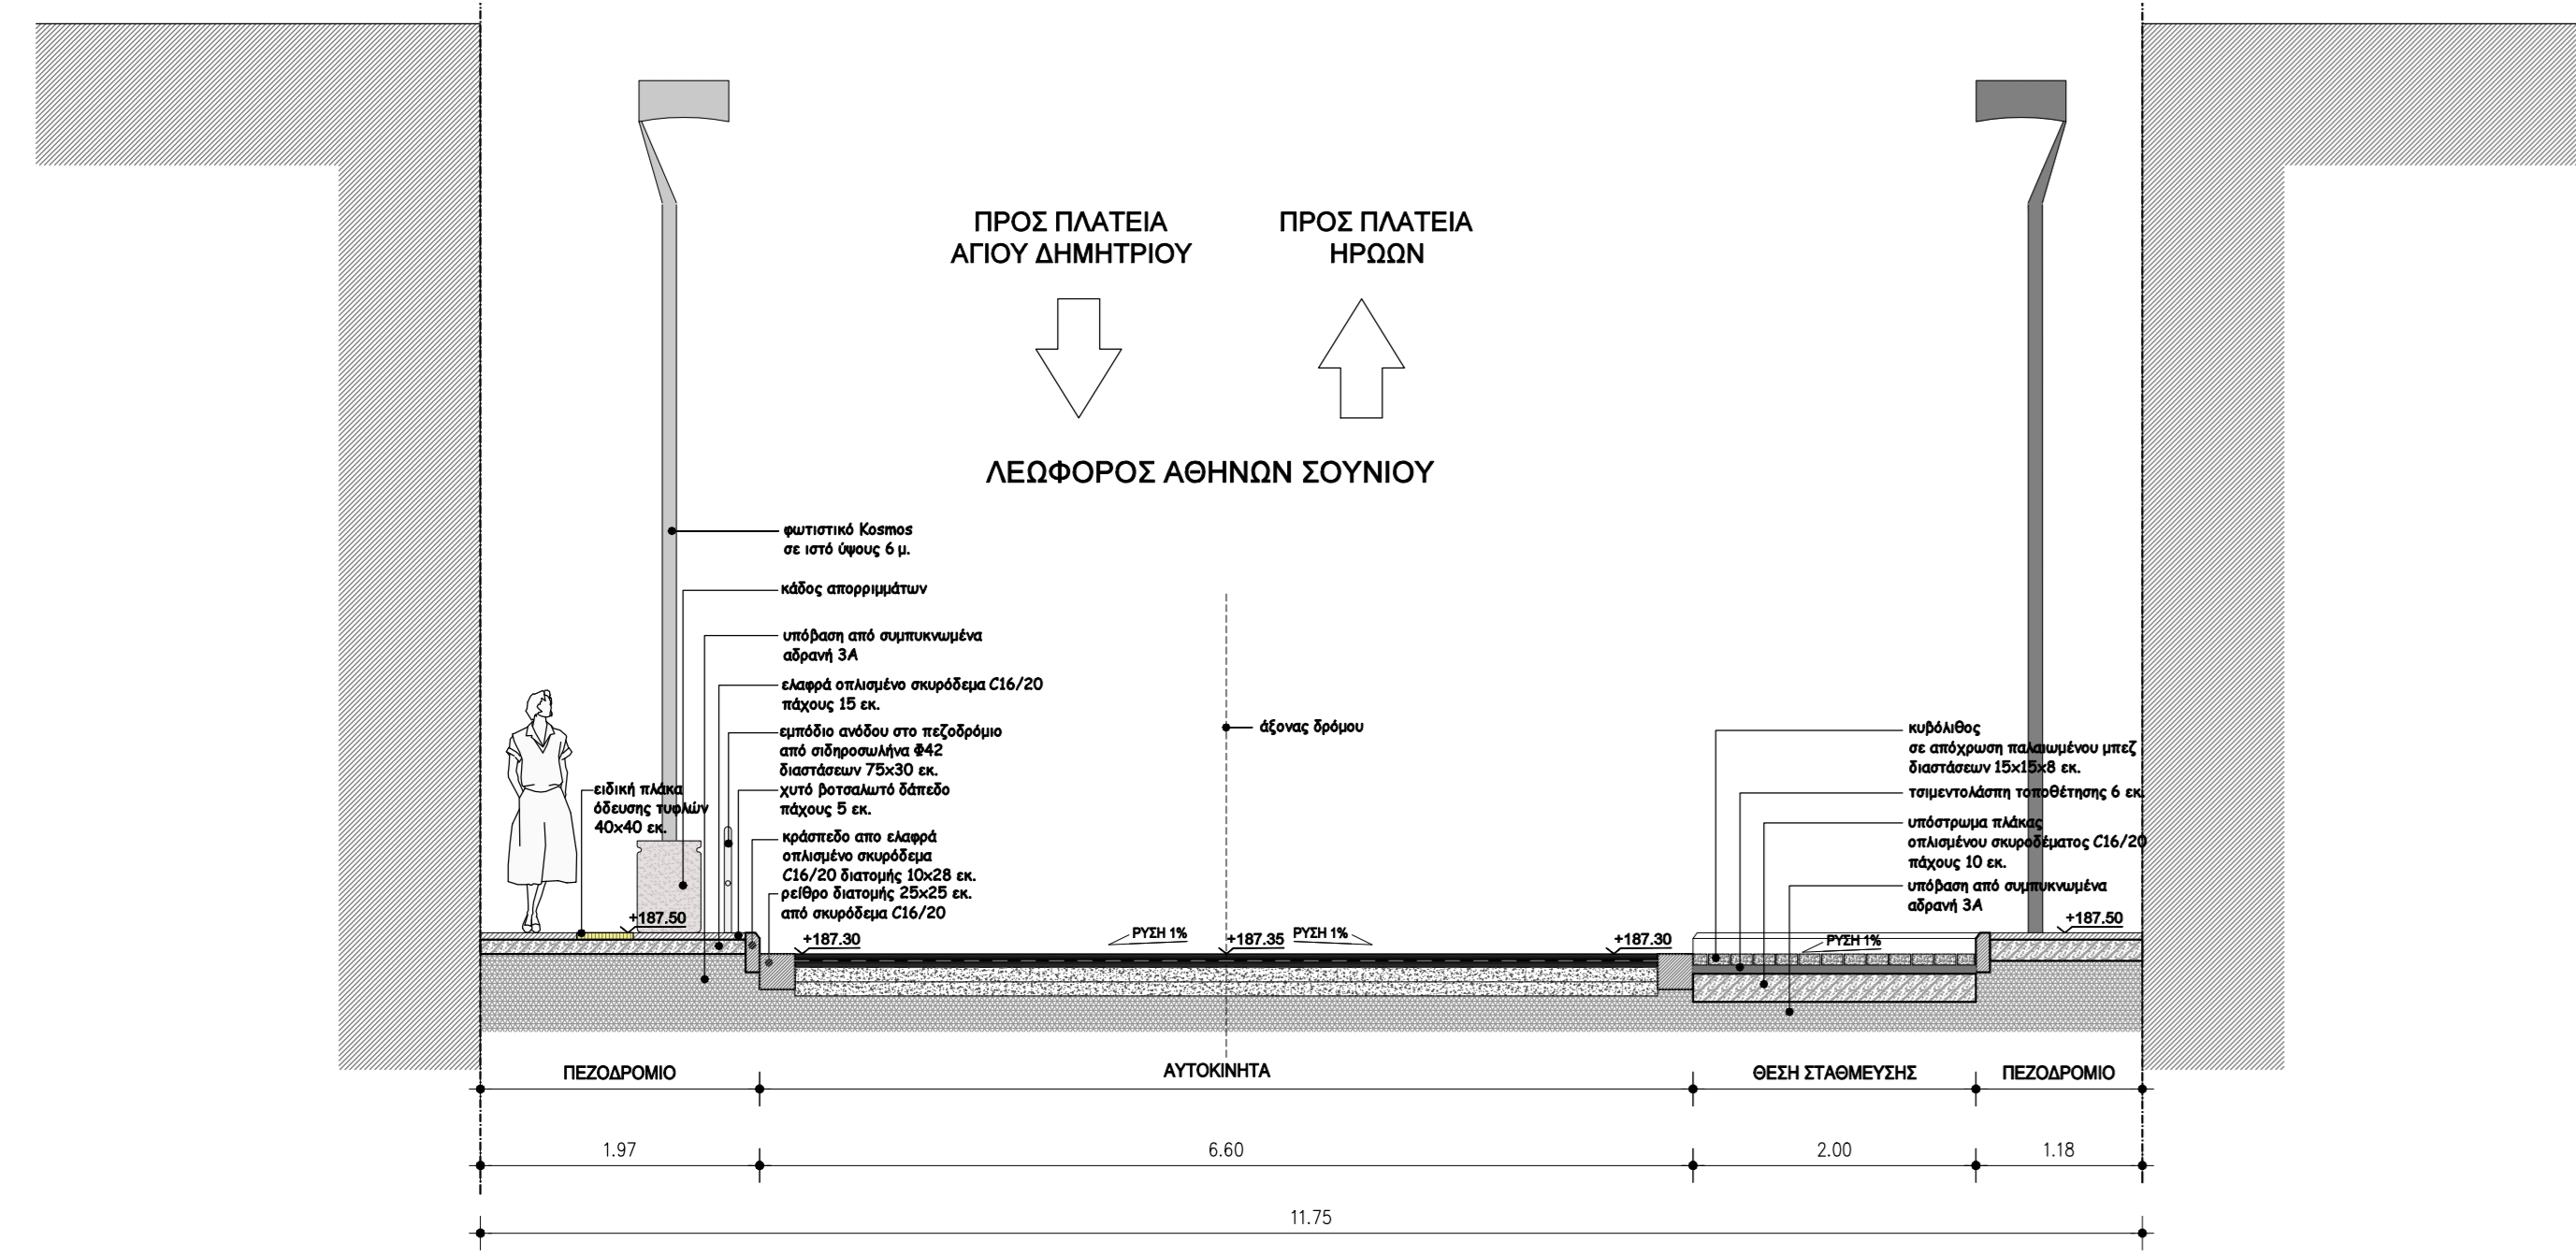 ΠΡΟΣ ΠΛΑΤΕΙΑ
ΑΓΙΟΥ ΔΗΜΗΤΡΙΟΥ
ΠΡΟΣ ΠΛΑΤΕΙΑ
ΗΡΩΩΝ
ΛΕΩΦΟΡΟΣ ΑΘΗΝΩΝ ΣΟΥΝΙΟΥ
φωτιστικό Kosmos
σε ιστό ύψους 6 μ.
κάδος απορριμμάτων
υπόβαση από συμπυκνωμένα
αδρανή 3Α
ελαφρά οπλισμένο σκυρόδεμα C16/20
πάχους 15 εκ.
εμπόδιο ανόδου στο πεζοδρόμιο
από σιδηροσωλήνα Φ42
διαστάσεων 75x30 εκ.
χυτό βοτσαλωτό δάπεδο
πάχους 5 εκ.
κράσπεδο απο ελαφρά
οπλισμένο σκυρόδεμα
C16/20 διατομής 10x28 εκ.
ρείθρο διατομής 25x25 εκ.
από σκυρόδεμα C16/20
ειδική πλάκα
όδευσης τυφλών
40x40 εκ.
άξονας δρόμου
κυβόλιθος
σε απόχρωση παλαιωμένου μπεζ
διαστάσεων 15x15x8 εκ.
τσιμεντολάσπη τοποθέτησης 6 εκ.
υπόστρωμα πλάκας
οπλισμένου σκυροδέματος C16/20
πάχους 10 εκ.
υπόβαση από συμπυκνωμένα
αδρανή 3Α
+187.50
+187.30
ΡΥΣΗ 1%
+187.35
ΡΥΣΗ 1%
+187.30
ΡΥΣΗ 1%
+187.50
ΠΕΖΟΔΡΟΜΙΟ
ΑΥΤΟΚΙΝΗΤΑ
ΘΕΣΗ ΣΤΑΘΜΕΥΣΗΣ
ΠΕΖΟΔΡΟΜΙΟ
1.97
6.60
2.00
1.18
11.75